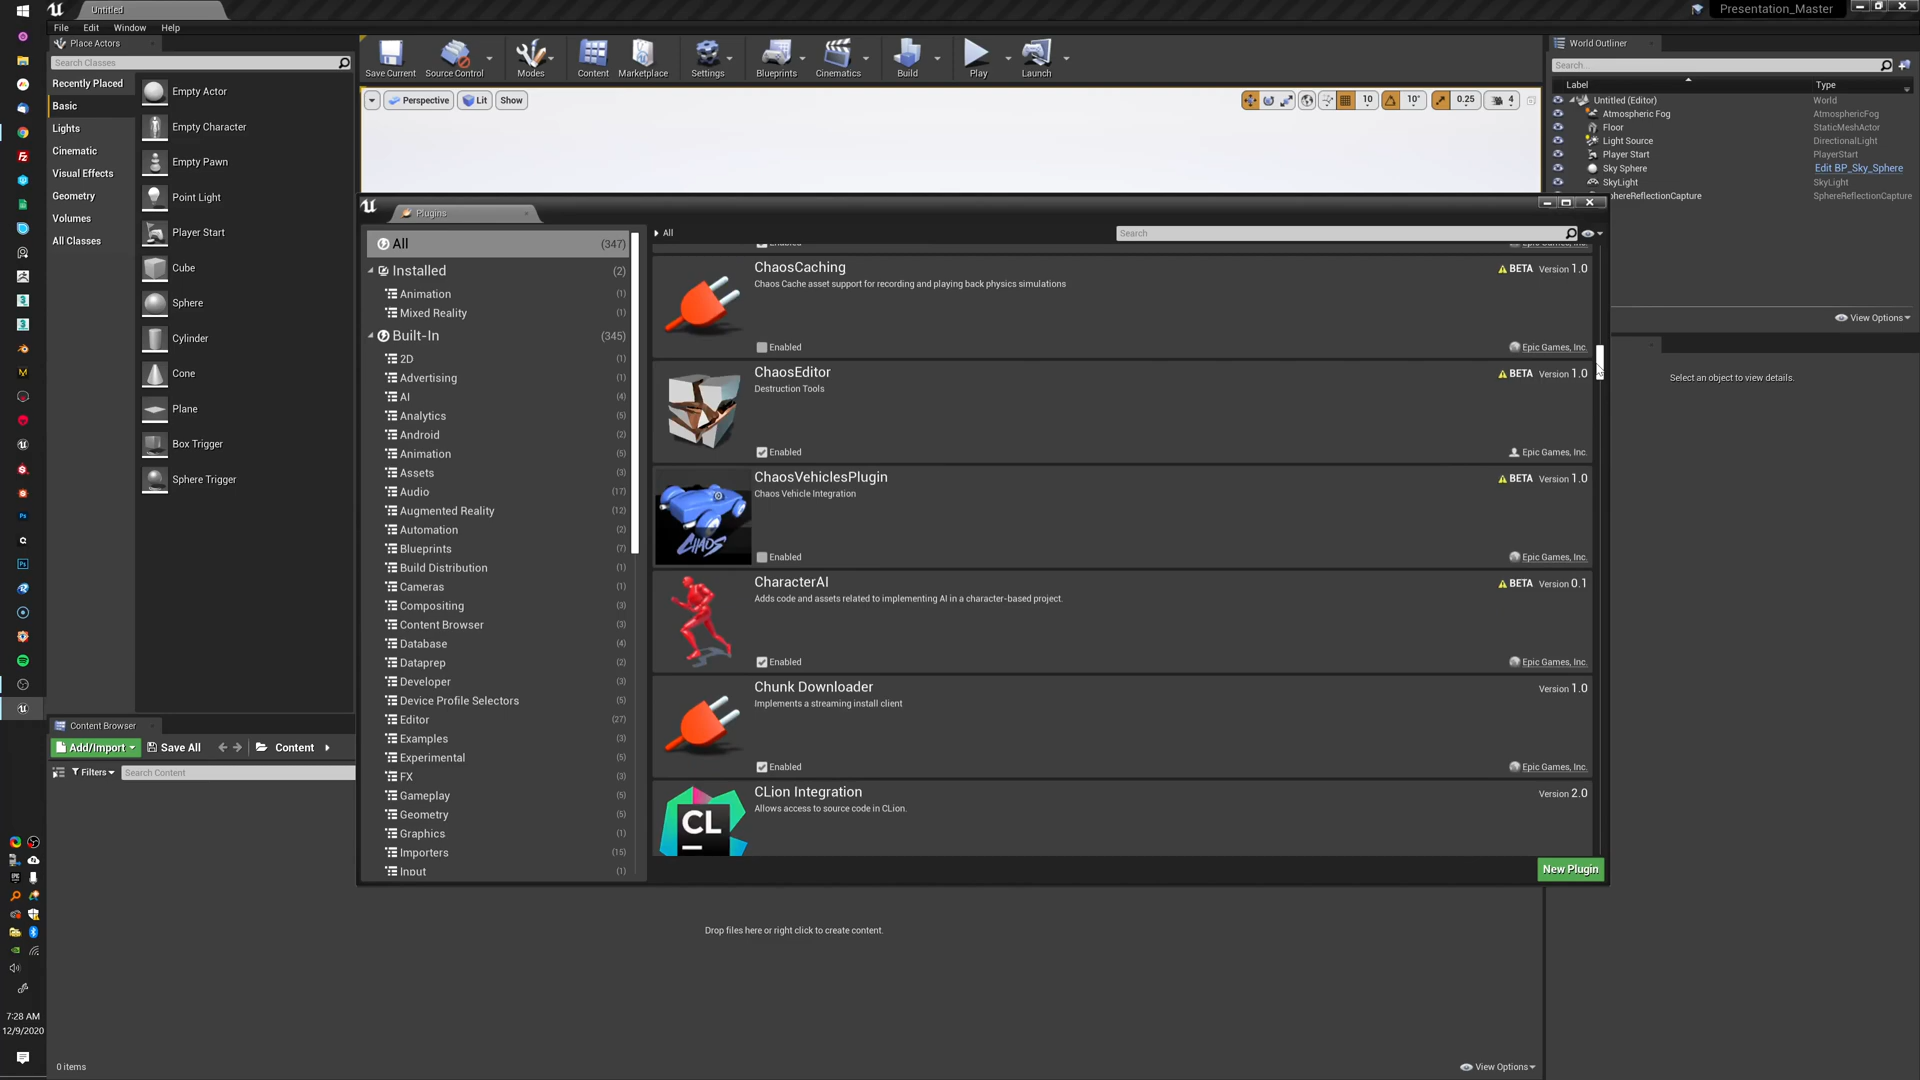 Untitled
Presentation_Master
File Edit Window Help
Place Actors
Search Classes
Recently Placed
Basic
Lights
Cinematic
Visual Effects
Geometry
Volumes
All Classes
Empty Actor
Empty Character
Empty Pawn
Point Light
Player Start
Cube
Sphere
Cylinder
Cone
Plane
Box Trigger
Sphere Trigger
Save Current Source Control Modes Content Marketplace Settings Blueprints Cinematics Build Play Launch
Perspective Lit Show
10 10° 0.25 4
World Outliner
Search...
Label Type
Untitled (Editor) World
Atmospheric Fog AtmosphericFog
Floor StaticMeshActor
Light Source DirectionalLight
Player Start PlayerStart
Sky Sphere Edit BP_Sky_Sphere
SkyLight SkyLight
SphereReflectionCapture SphereReflectionCapture
View Options
Select an object to view details.
Plugins
All (347)
Installed (2)
Animation (1)
Mixed Reality (1)
Built-In (345)
2D (1)
Advertising (1)
AI (4)
Analytics (5)
Android (2)
Animation (5)
Assets (3)
Audio (17)
Augmented Reality (12)
Automation (2)
Blueprints (7)
Build Distribution (1)
Cameras (1)
Compositing (3)
Content Browser (3)
Database (4)
Dataprep (2)
Developer (3)
Device Profile Selectors (5)
Editor (27)
Examples (3)
Experimental (5)
FX (3)
Gameplay (5)
Geometry (5)
Graphics (1)
Importers (15)
Input (1)
All
Search
Enabled Epic Games, Inc.
ChaosCaching BETA Version 1.0
Chaos Cache asset support for recording and playing back physics simulations
Enabled Epic Games, Inc.
ChaosEditor BETA Version 1.0
Destruction Tools
Enabled Epic Games, Inc.
ChaosVehiclesPlugin BETA Version 1.0
Chaos Vehicle Integration
CHAOS
Enabled Epic Games, Inc.
CharacterAI BETA Version 0.1
Adds code and assets related to implementing AI in a character-based project.
Enabled Epic Games, Inc.
Chunk Downloader Version 1.0
Implements a streaming install client
Enabled Epic Games, Inc.
CLion Integration Version 2.0
Allows access to source code in CLion.
CL
New Plugin
Content Browser
Add/Import Save All Content
Filters Search Content
Drop files here or right click to create content.
0 items
View Options
7:28 AM
12/9/2020